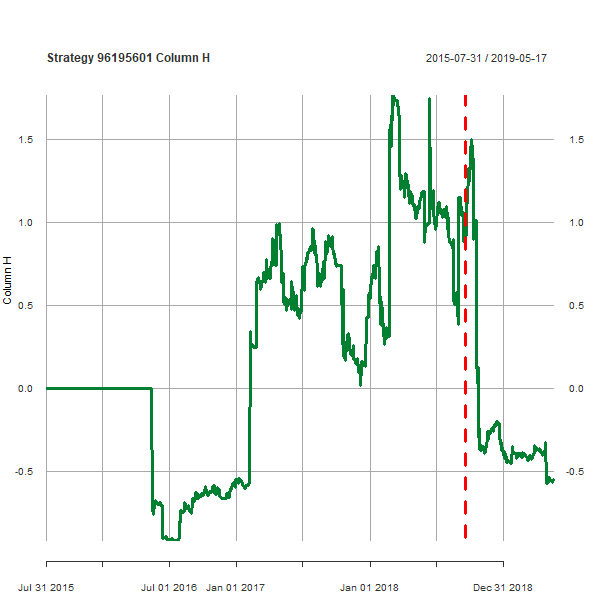 Strategy 96195601 Column H
2015-07-31 / 2019-05-17
1.5
1.5
1.0
1.0
0.5
0.5
0.0
0.0
-0.5
-0.5
Column H
Jul 31 2015
Jul 01 2016
Jan 01 2017
Jan 01 2018
Dec 31 2018